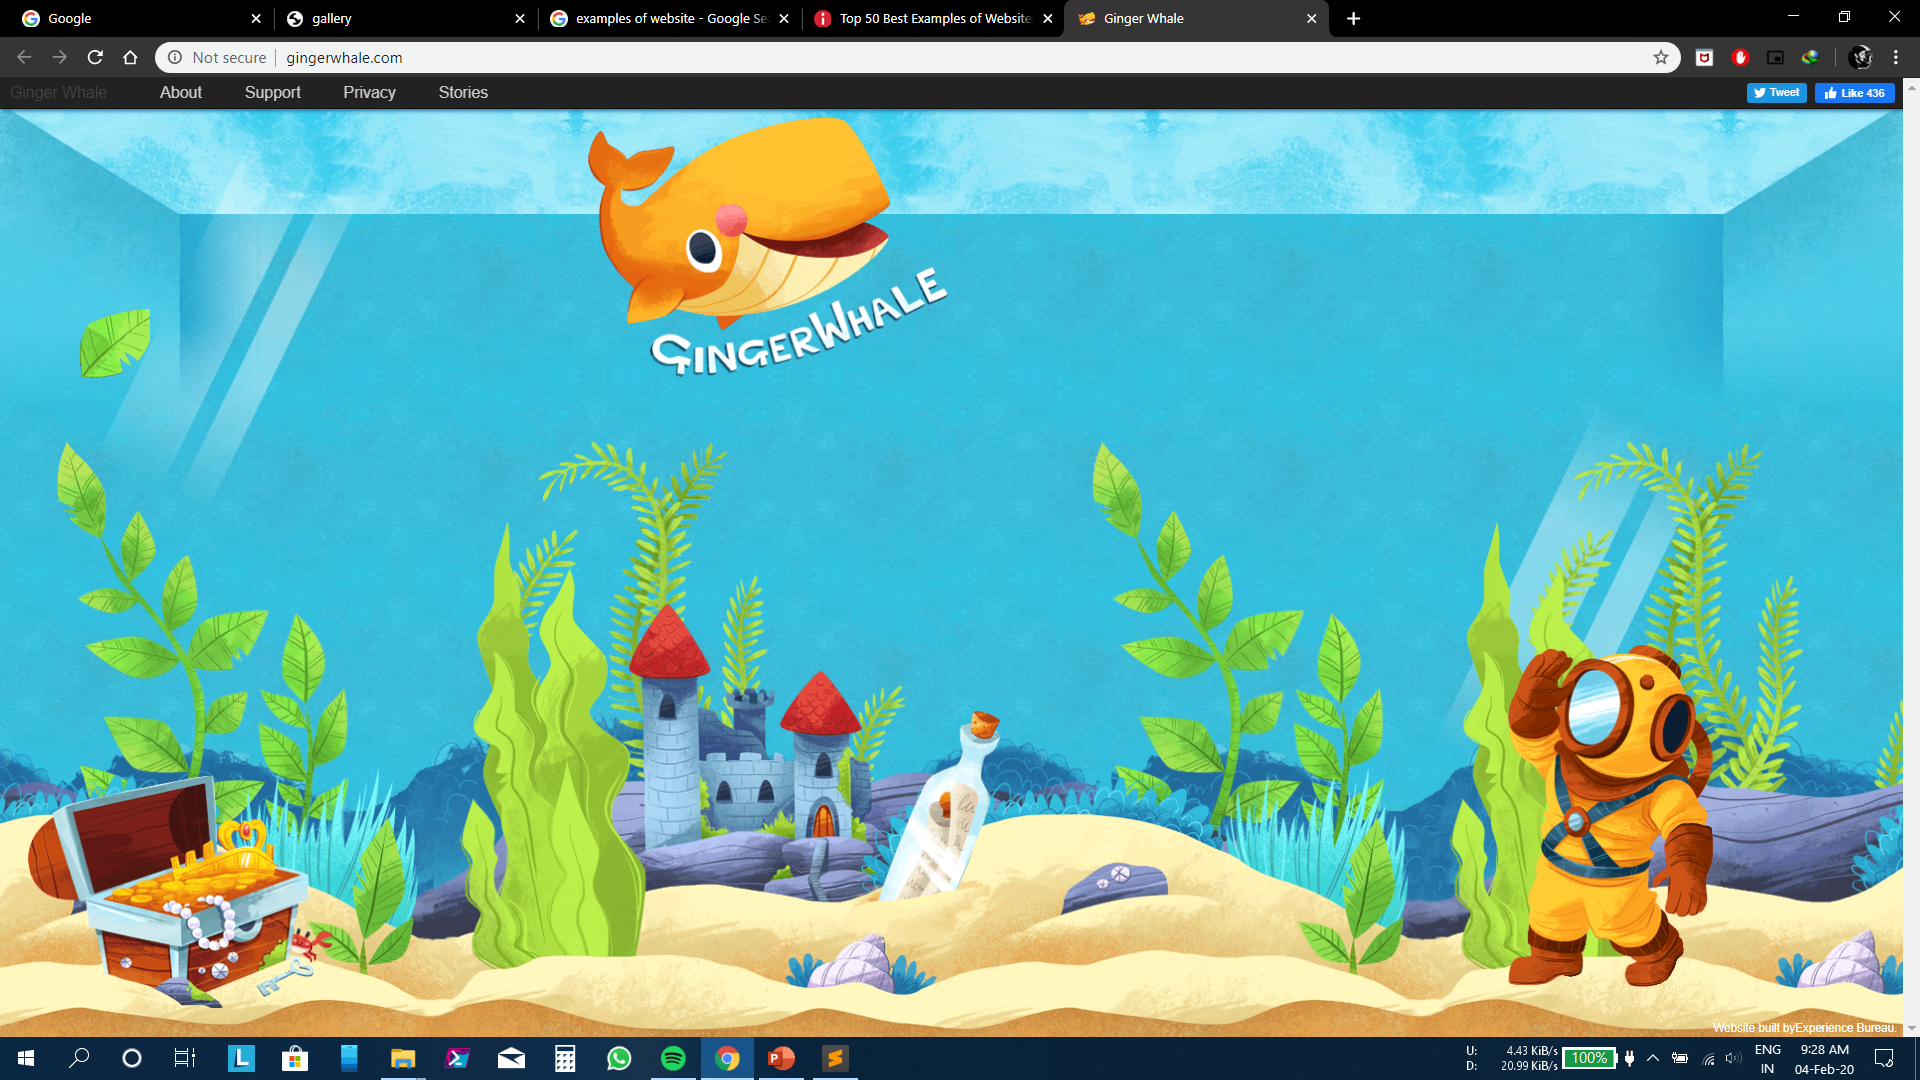 Google
gallery
examples of website - Google Se
Top 50 Best Examples of Website
Ginger Whale
Not secure
gingerwhale.com
Ginger Whale
About
Support
Privacy
Stories
Tweet
Like 436
GINGERWHALE
Website built byExperience Bureau.
U: 4.43 KiB/s
D: 20.99 KiB/s
100%
ENG
IN
9:28 AM
04-Feb-20